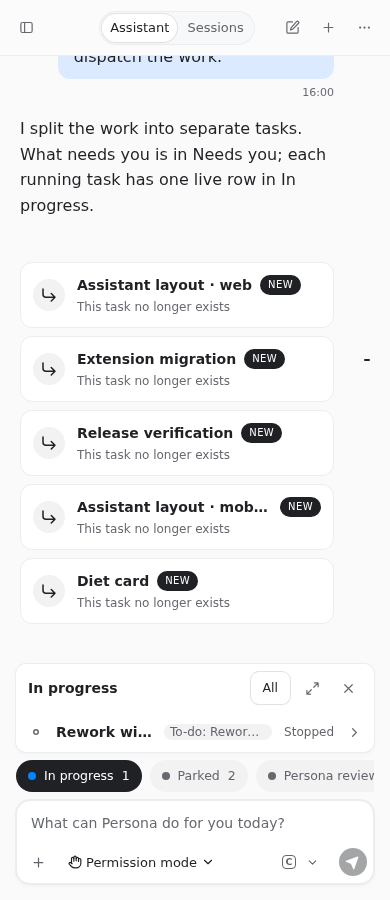 Assistant Sessions
dispatch the work.
16:00
I split the work into separate tasks.
What needs you is in Needs you; each
running task has one live row in In
progress.
Assistant layout · web NEW
This task no longer exists
Extension migration NEW
This task no longer exists
Release verification NEW
This task no longer exists
Assistant layout · mob... NEW
This task no longer exists
Diet card NEW
This task no longer exists
In progress All
Rework wi... To-do: Rewor... Stopped
In progress 1 Parked 2 Persona review
What can Persona do for you today?
Permission mode C